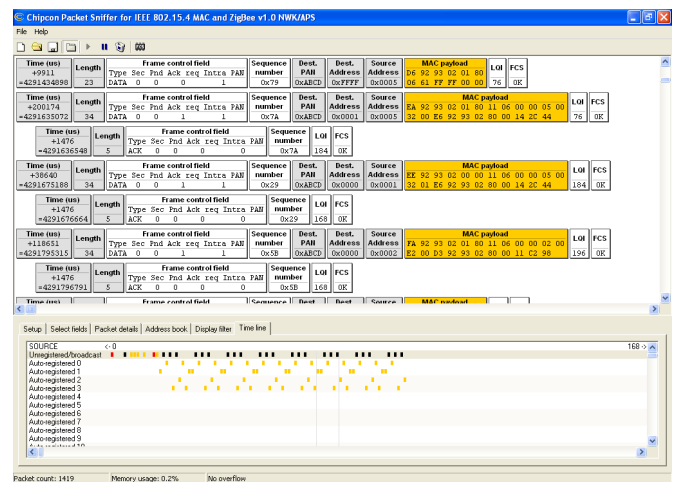 Chipcon Packet Sniffer for IEEE 802.15.4 MAC and ZigBee v1.0 NWK/APS
File Help
Time (us) Length Frame control field Sequence Dest. Dest. Source MAC payload LQI FCS
+9911 Type Sec Pnd Ack req Intra PAN number PAN Address Address D6 92 93 02 01 80
=4291434898 23 DATA 0 0 0 1 0x79 0xABCD 0xFFFF 0x0005 06 61 FF FF 00 00 76 OK
Time (us) Length Frame control field Sequence Dest. Dest. Source MAC payload LQI FCS
+200174 Type Sec Pnd Ack req Intra PAN number PAN Address Address EA 92 93 02 01 80 11 06 00 00 05 00
=4291635072 34 DATA 0 0 1 1 0x7A 0xABCD 0x0001 0x0005 32 00 E6 92 93 02 80 00 14 2C 44 76 OK
Time (us) Length Frame control field Sequence LQI FCS
+1476 Type Sec Pnd Ack req Intra PAN number
=4291636548 5 ACK 0 0 0 0 0x7A 184 OK
Time (us) Length Frame control field Sequence Dest. Dest. Source MAC payload LQI FCS
+38640 Type Sec Pnd Ack req Intra PAN number PAN Address Address EE 92 93 02 00 00 11 06 00 00 05 00
=4291675188 34 DATA 0 0 1 1 0x29 0xABCD 0x0000 0x0001 32 01 E6 92 93 02 80 00 14 2C 44 184 OK
Time (us) Length Frame control field Sequence LQI FCS
+1476 Type Sec Pnd Ack req Intra PAN number
=4291676664 5 ACK 0 0 0 0 0x29 168 OK
Time (us) Length Frame control field Sequence Dest. Dest. Source MAC payload LQI FCS
+118651 Type Sec Pnd Ack req Intra PAN number PAN Address Address FA 92 93 02 01 80 11 06 00 00 02 00
=4291795315 34 DATA 0 0 1 1 0x5B 0xABCD 0x0000 0x0002 E2 00 D3 92 93 02 80 00 11 C2 98 196 OK
Time (us) Length Frame control field Sequence LQI FCS
+1476 Type Sec Pnd Ack req Intra PAN number
=4291796791 5 ACK 0 0 0 0 0x5B 168 OK
Time (us) Frame control field Sequence Dest. Dest. Source MAC payload
Setup Select fields Packet details Address book Display filter Time line
SOURCE <- 0 168 ->
Unregistered/broadcast
Auto-registered 0
Auto-registered 1
Auto-registered 2
Auto-registered 3
Auto-registered 4
Auto-registered 5
Auto-registered 6
Auto-registered 7
Auto-registered 8
Auto-registered 9
Auto-registered 10
Packet count: 1419 Memory usage: 0.2% No overflow